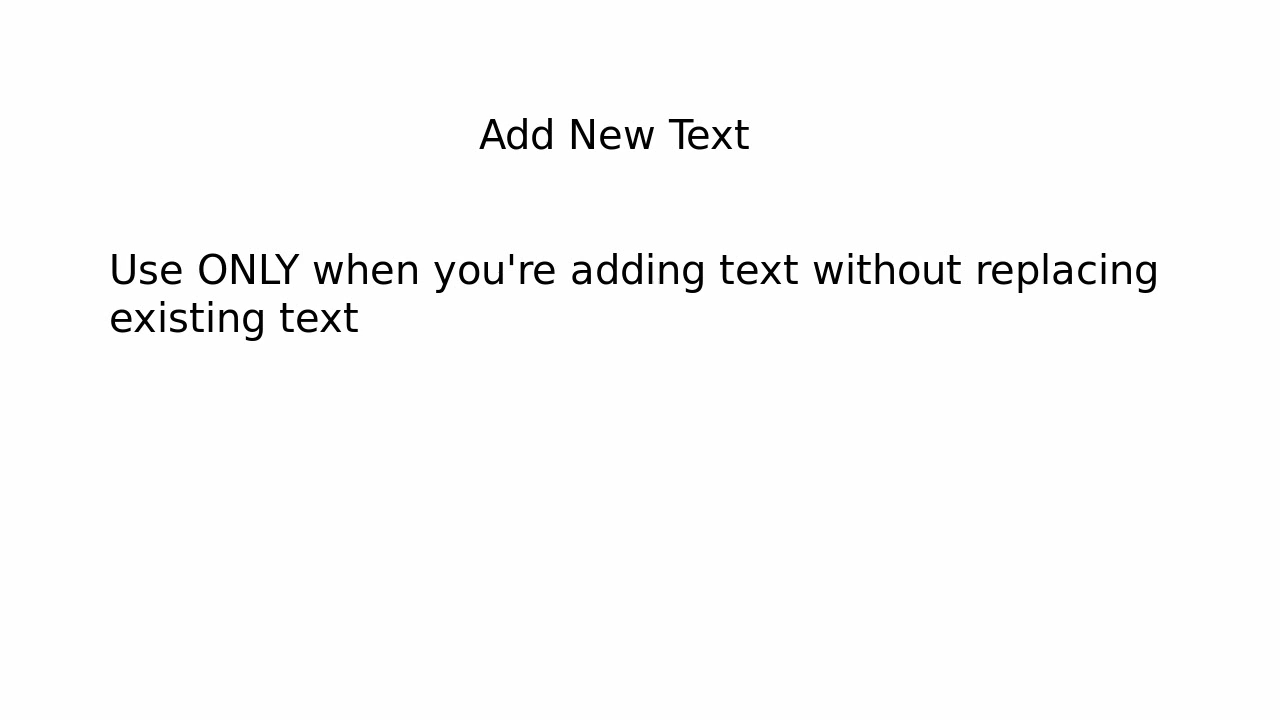 Add New Text
Use ONLY when you're adding text without replacing
existing text